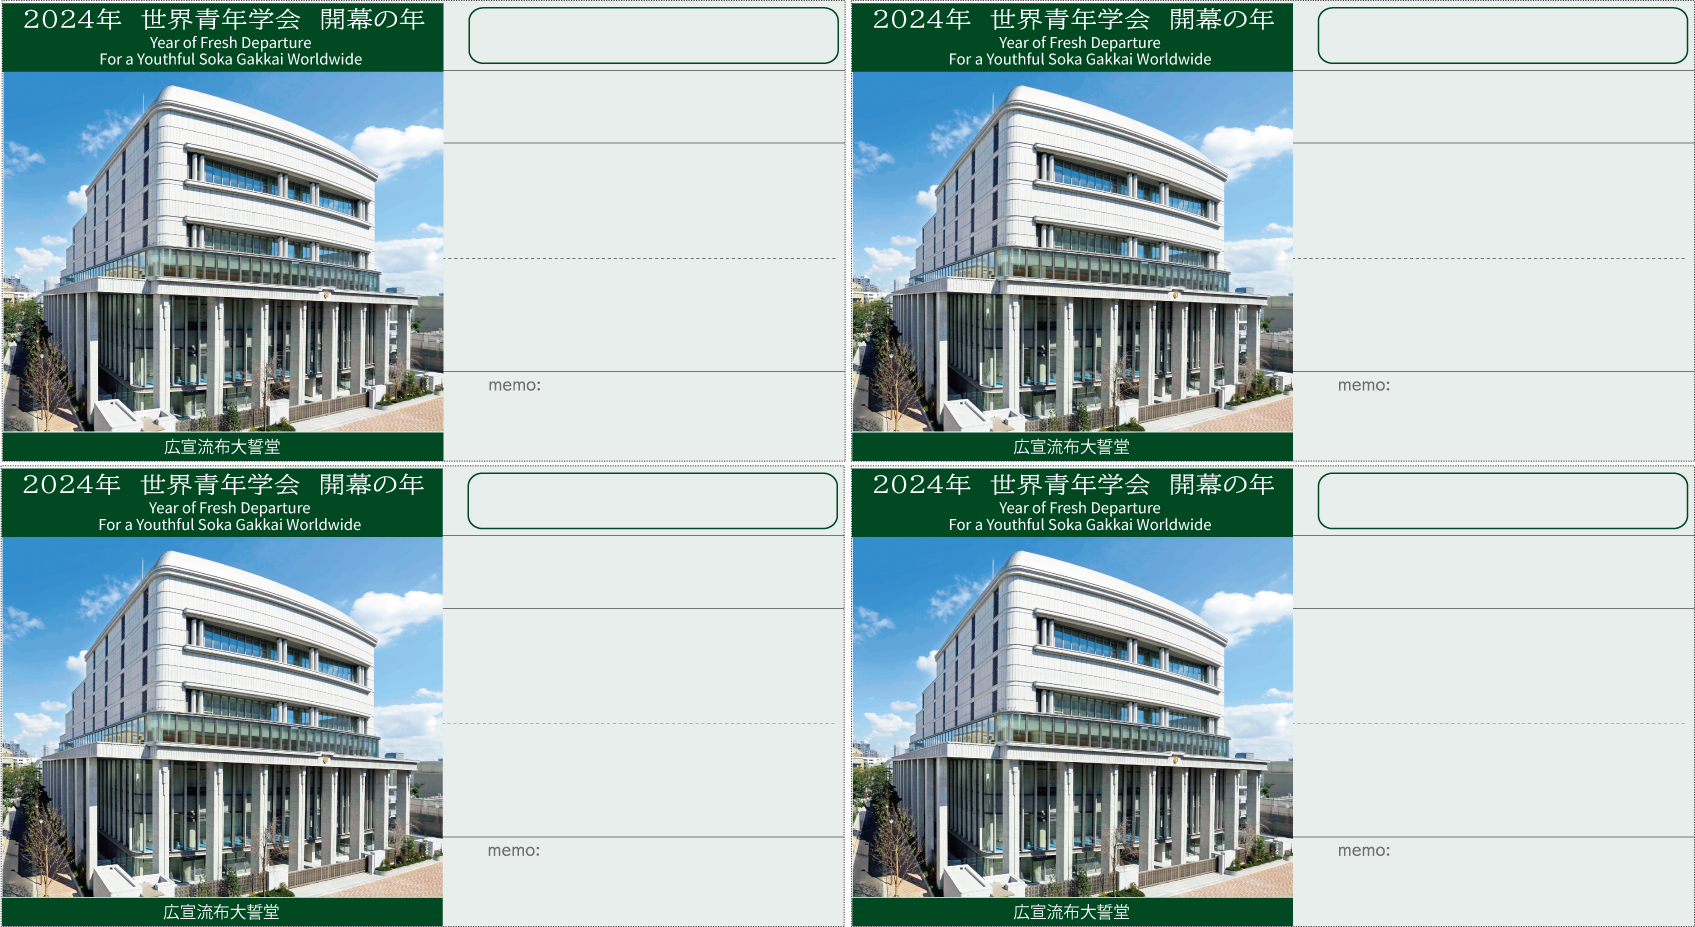 2024年 世界青年学会 開幕の年
Year of Fresh Departure
For a Youthful Soka Gakkai Worldwide
memo:
広宣流布大誓堂
2024年 世界青年学会 開幕の年
Year of Fresh Departure
For a Youthful Soka Gakkai Worldwide
memo:
広宣流布大誓堂
2024年 世界青年学会 開幕の年
Year of Fresh Departure
For a Youthful Soka Gakkai Worldwide
memo:
広宣流布大誓堂
2024年 世界青年学会 開幕の年
Year of Fresh Departure
For a Youthful Soka Gakkai Worldwide
memo:
広宣流布大誓堂